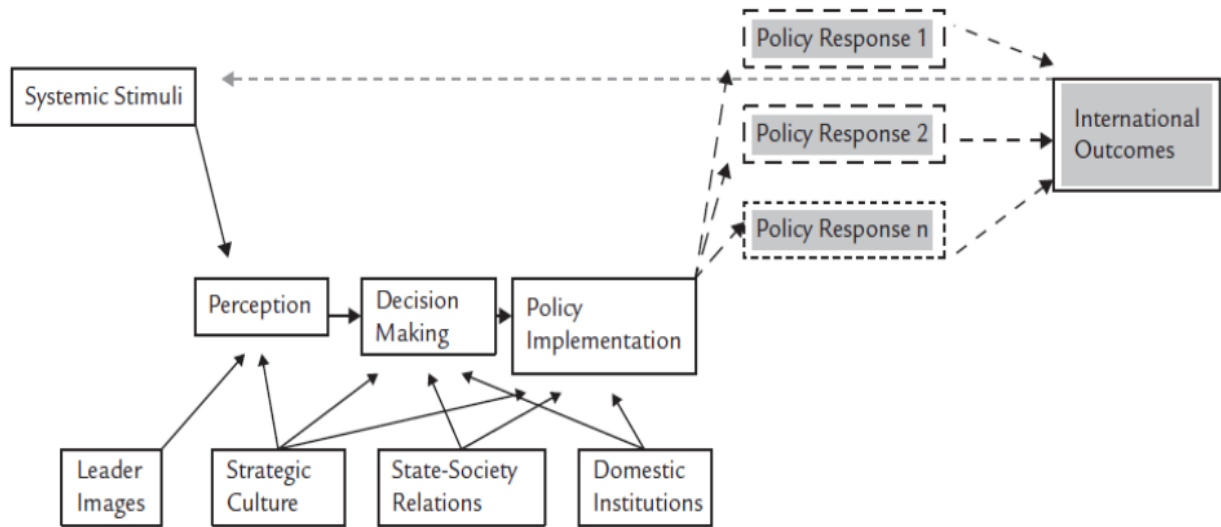 Policy Response 1
Systemic Stimuli
International
Outcomes
Policy Response 2
Policy Response n
Perception
Decision
Making
Policy
Implementation
Leader
Images
Strategic
Culture
State-Society
Relations
Domestic
Institutions